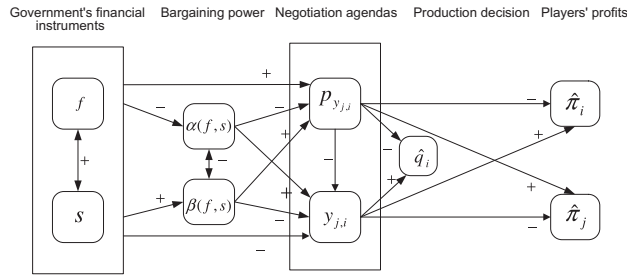 Government's financial instruments Bargaining power Negotiation agendas Production decision Players' profits
f
s
+
+
−
+
−
α(f,s)
−
β(f,s)
−
+
+
−
p_{y_{j,i}}
−
y_{j,i}
−
+
q̂_i
−
+
+
−
π̂_i
π̂_j